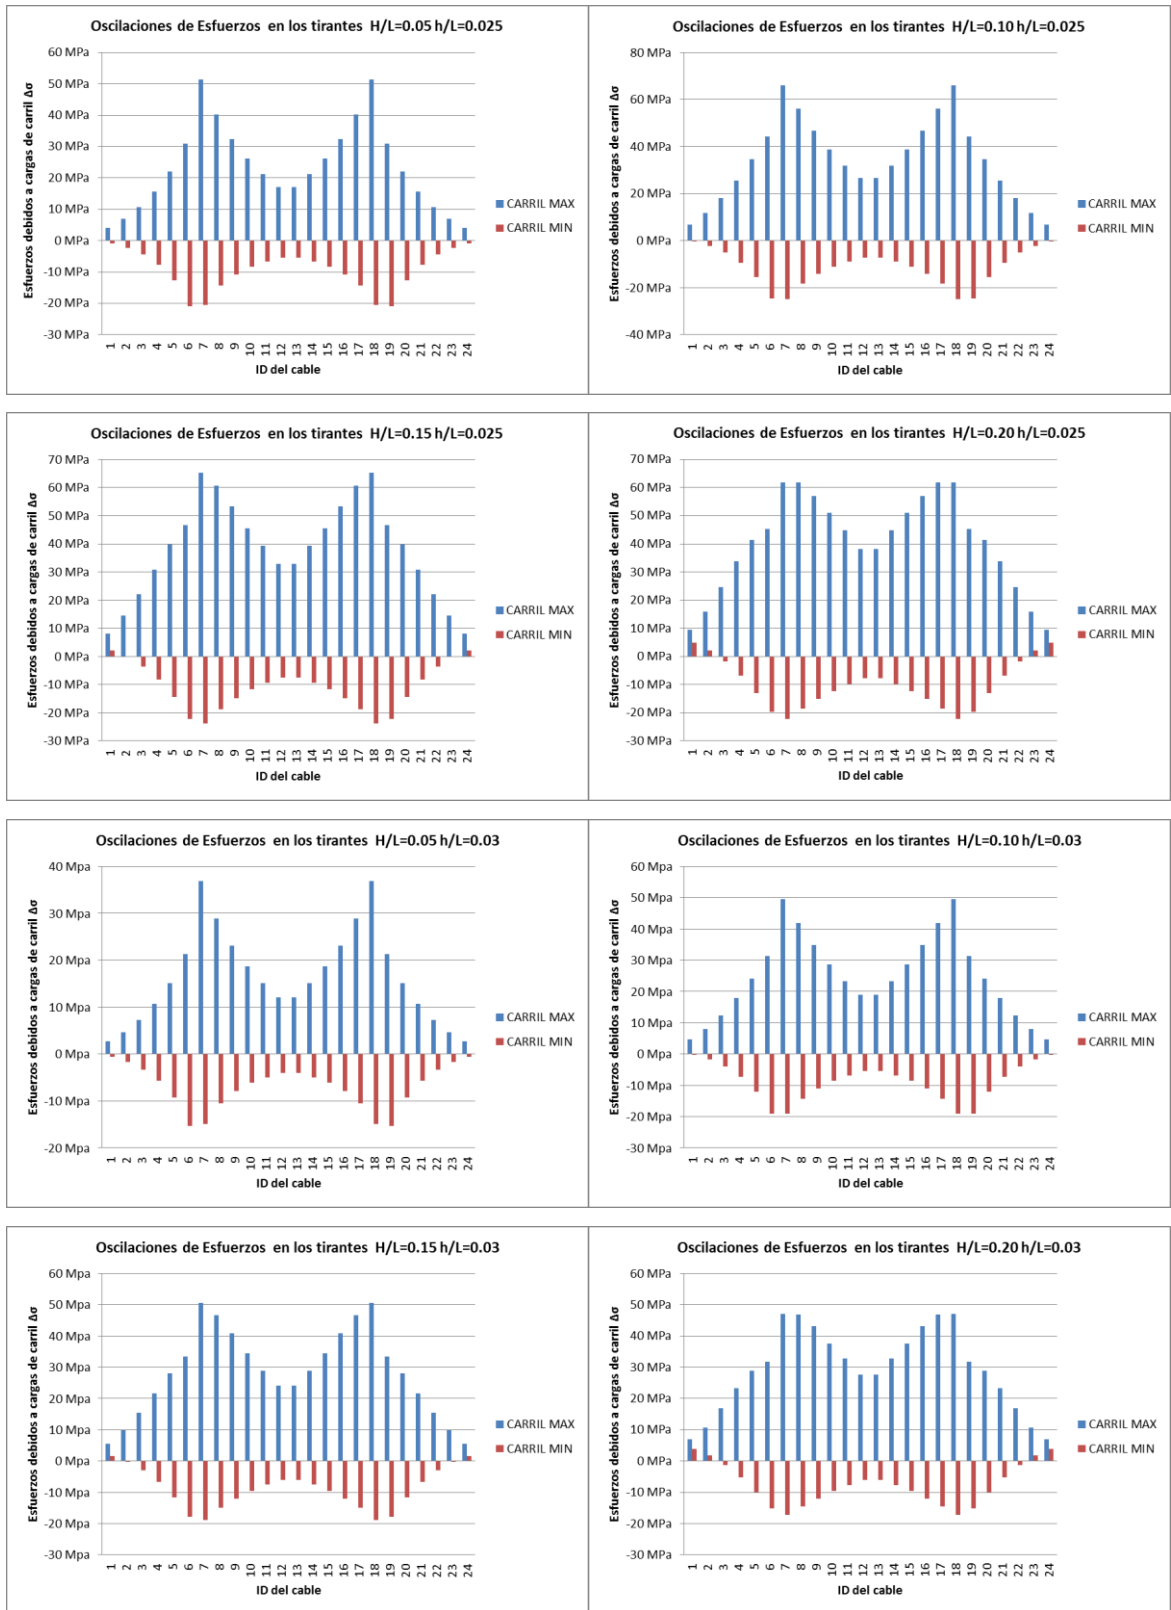 Oscilaciones de Esfuerzos en los tirantes H/L=0.05 h/L=0.025
60 MPa
50 MPa
40 MPa
30 MPa
20 MPa
10 MPa
0 MPa
-10 MPa
-20 MPa
-30 MPa
Esfuerzos debidos a cargas de carril Δσ
1 2 3 4 5 6 7 8 9 10 11 12 13 14 15 16 17 18 19 20 21 22 23 24
ID del cable
CARRIL MAX
CARRIL MIN
Oscilaciones de Esfuerzos en los tirantes H/L=0.10 h/L=0.025
80 MPa
60 MPa
40 MPa
20 MPa
0 MPa
-20 MPa
-40 MPa
Esfuerzos debidos a cargas de carril Δσ
1 2 3 4 5 6 7 8 9 10 11 12 13 14 15 16 17 18 19 20 21 22 23 24
ID del cable
CARRIL MAX
CARRIL MIN
Oscilaciones de Esfuerzos en los tirantes H/L=0.15 h/L=0.025
70 MPa
60 MPa
50 MPa
40 MPa
30 MPa
20 MPa
10 MPa
0 MPa
-10 MPa
-20 MPa
-30 MPa
Esfuerzos debidos a cargas de carril Δσ
1 2 3 4 5 6 7 8 9 10 11 12 13 14 15 16 17 18 19 20 21 22 23 24
ID del cable
CARRIL MAX
CARRIL MIN
Oscilaciones de Esfuerzos en los tirantes H/L=0.20 h/L=0.025
70 MPa
60 MPa
50 MPa
40 MPa
30 MPa
20 MPa
10 MPa
0 MPa
-10 MPa
-20 MPa
-30 MPa
Esfuerzos debidos a cargas de carril Δσ
1 2 3 4 5 6 7 8 9 10 11 12 13 14 15 16 17 18 19 20 21 22 23 24
ID del cable
CARRIL MAX
CARRIL MIN
Oscilaciones de Esfuerzos en los tirantes H/L=0.05 h/L=0.03
40 Mpa
30 Mpa
20 Mpa
10 Mpa
0 Mpa
-10 Mpa
-20 Mpa
Esfuerzos debidos a cargas de carril Δσ
1 2 3 4 5 6 7 8 9 10 11 12 13 14 15 16 17 18 19 20 21 22 23 24
ID del cable
CARRIL MAX
CARRIL MIN
Oscilaciones de Esfuerzos en los tirantes H/L=0.10 h/L=0.03
60 Mpa
50 Mpa
40 Mpa
30 Mpa
20 Mpa
10 Mpa
0 Mpa
-10 Mpa
-20 Mpa
-30 Mpa
Esfuerzos debidos a cargas de carril Δσ
1 2 3 4 5 6 7 8 9 10 11 12 13 14 15 16 17 18 19 20 21 22 23 24
ID del cable
CARRIL MAX
CARRIL MIN
Oscilaciones de Esfuerzos en los tirantes H/L=0.15 h/L=0.03
60 Mpa
50 Mpa
40 Mpa
30 Mpa
20 Mpa
10 Mpa
0 Mpa
-10 Mpa
-20 Mpa
-30 Mpa
Esfuerzos debidos a cargas de carril Δσ
1 2 3 4 5 6 7 8 9 10 11 12 13 14 15 16 17 18 19 20 21 22 23 24
ID del cable
CARRIL MAX
CARRIL MIN
Oscilaciones de Esfuerzos en los tirantes H/L=0.20 h/L=0.03
60 MPa
50 MPa
40 MPa
30 MPa
20 MPa
10 MPa
0 MPa
-10 MPa
-20 MPa
-30 MPa
Esfuerzos debidos a cargas de carril Δσ
1 2 3 4 5 6 7 8 9 10 11 12 13 14 15 16 17 18 19 20 21 22 23 24
ID del cable
CARRIL MAX
CARRIL MIN